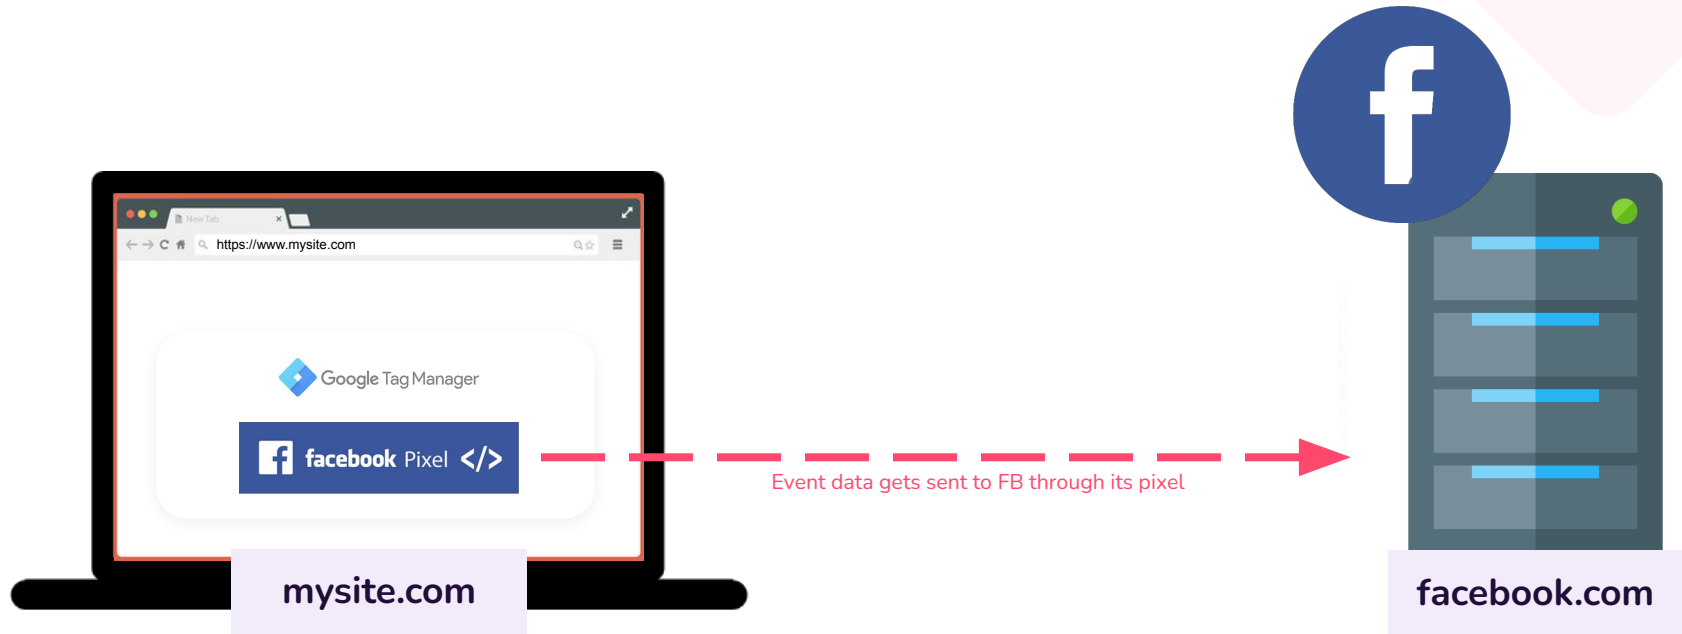 New Tab
https://www.mysite.com
Google Tag Manager
facebook Pixel </>
Event data gets sent to FB through its pixel
mysite.com
facebook.com